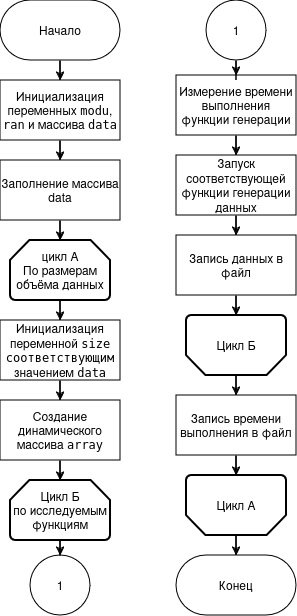 Начало
Инициализация
переменных modu,
ran и массива data
Заполнение массива
data
цикл А
По размерам
объёма данных
Инициализация
переменной size
соответствующим
значением data
Создание
динамического
массива array
Цикл Б
по исследуемым
функциям
1
1
Измерение времени
выполнения
функции генерации
Запуск
соответствующей
функции генерации
данных
Запись данных в
файл
Цикл Б
Запись времени
выполнения в файл
Цикл А
Конец